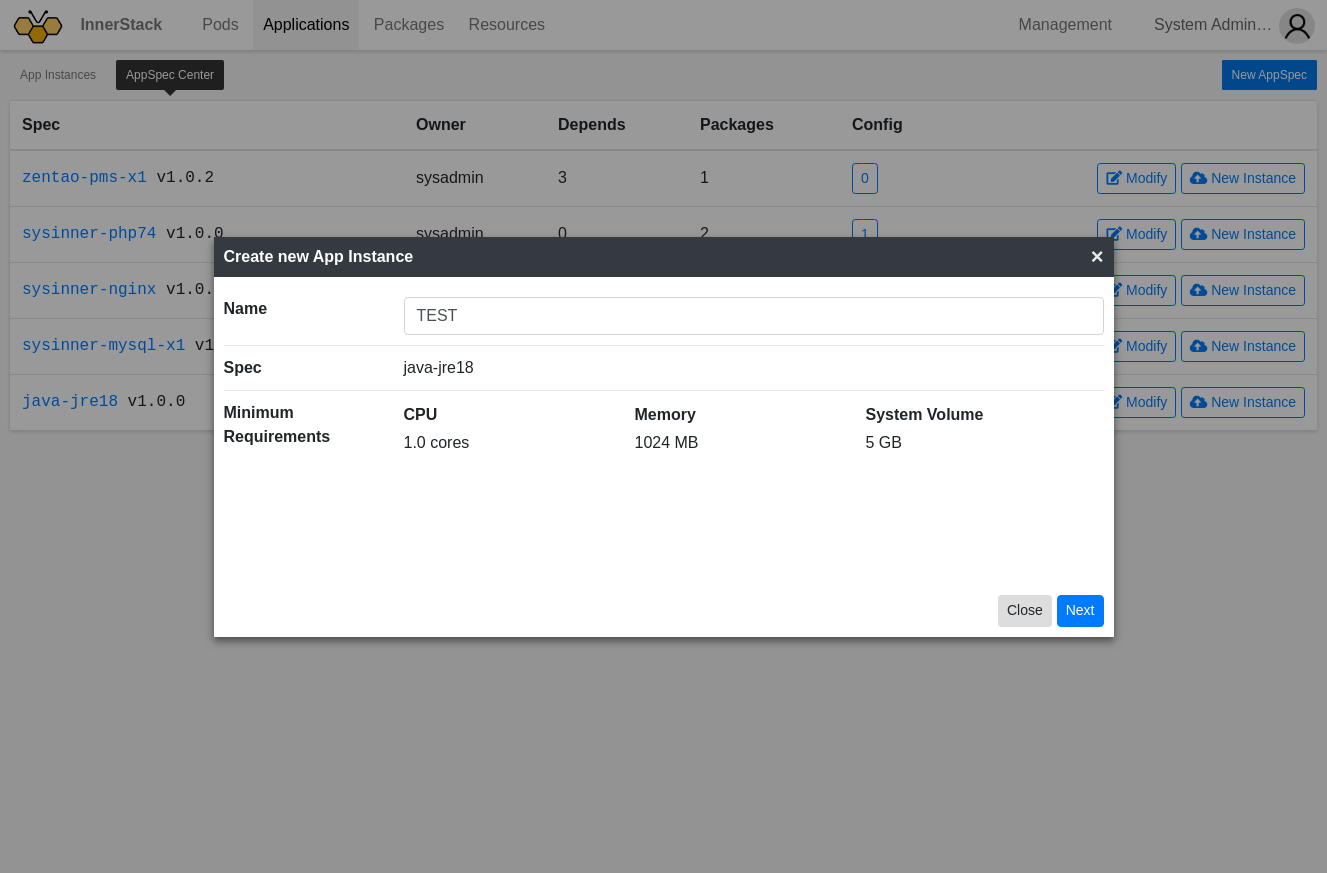 InnerStack Pods Applications Packages Resources Management System Admin…
App Instances AppSpec Center New AppSpec
Spec Owner Depends Packages Config
zentao-pms-x1 v1.0.2 sysadmin 3 1 0 Modify New Instance
sysinner-php74 v1.0.0 sysadmin 0 2 1 Modify New Instance
Create new App Instance ×
sysinner-nginx v1.0. Modify New Instance
Name TEST
sysinner-mysql-x1 v1 Modify New Instance
Spec java-jre18
java-jre18 v1.0.0 Modify New Instance
Minimum Requirements
CPU Memory System Volume
1.0 cores 1024 MB 5 GB
Close Next